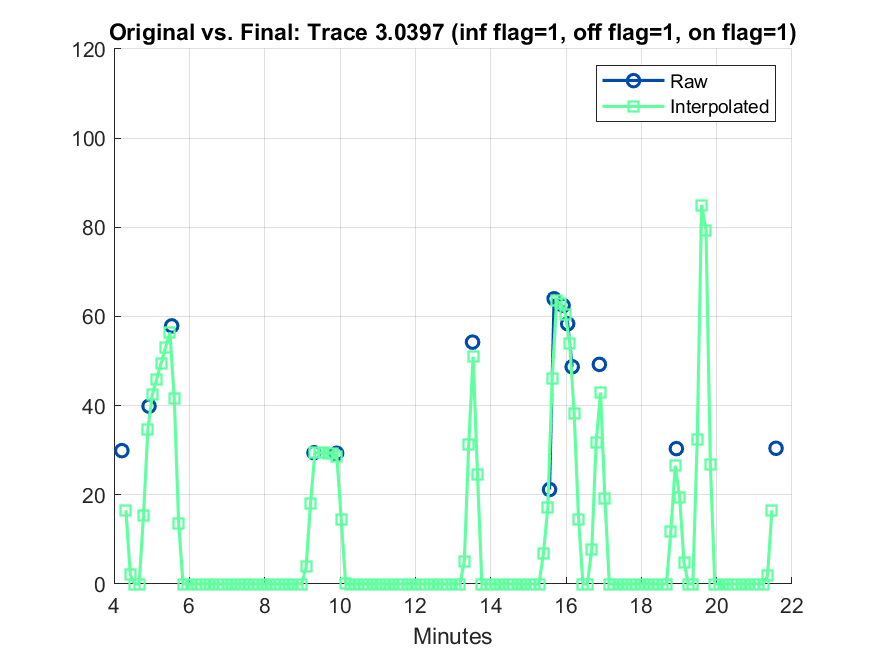 Original vs. Final: Trace 3.0397 (inf flag=1, off flag=1, on flag=1)
120
100
80
60
40
20
0
Raw
Interpolated
4 6 8 10 12 14 16 18 20 22
Minutes